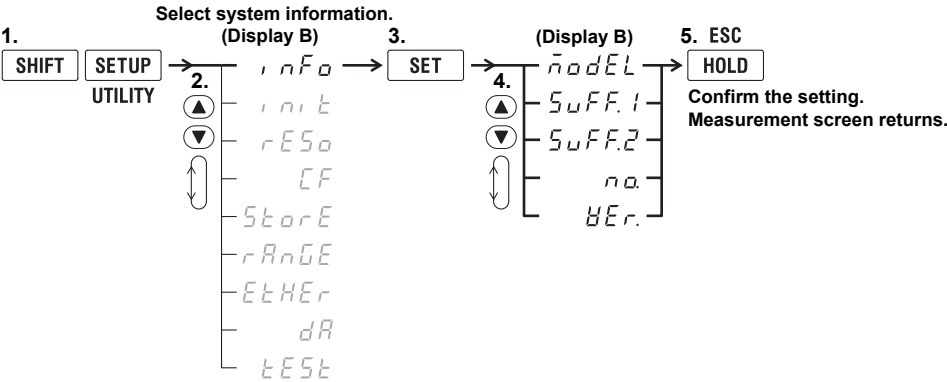 Select system information.
1. (Display B) 3. (Display B) 5. ESC
SHIFT SETUP inFo SET modEL HOLD
UTILITY 2. 4.
init SuFF.1 Confirm the setting.
rESo SuFF.2 Measurement screen returns.
CF no.
StorE VEr.
rAnGE
EtHEr
dA
tESt